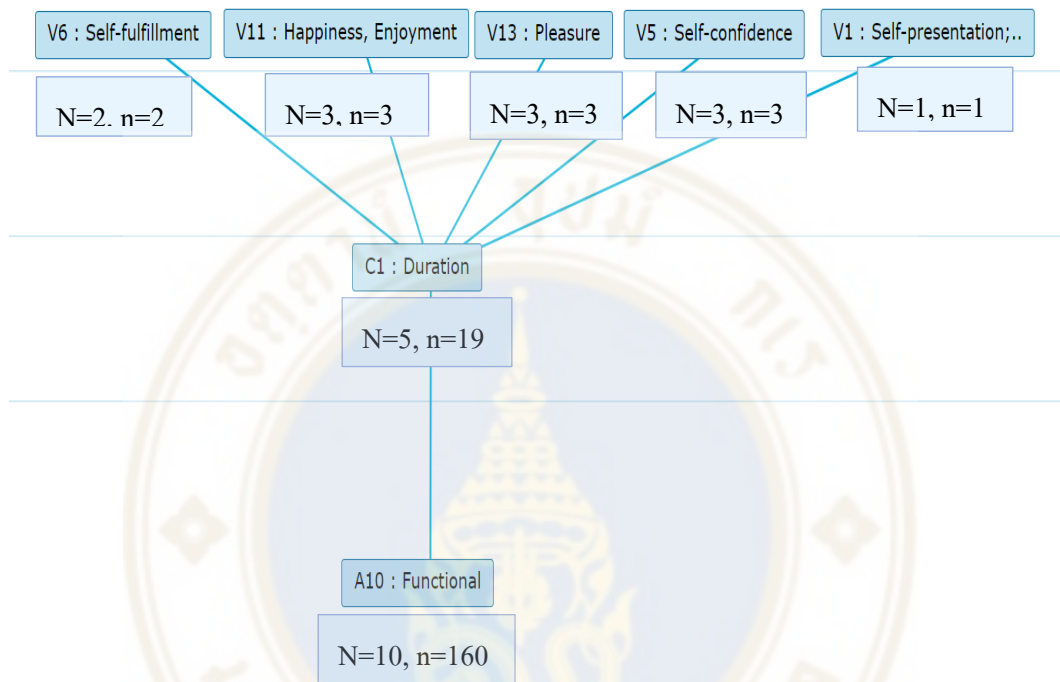 V6 : Self-fulfillment
V11 : Happiness, Enjoyment
V13 : Pleasure
V5 : Self-confidence
V1 : Self-presentation;..
N=2, n=2
N=3, n=3
N=3, n=3
N=3, n=3
N=1, n=1
C1 : Duration
N=5, n=19
A10 : Functional
N=10, n=160